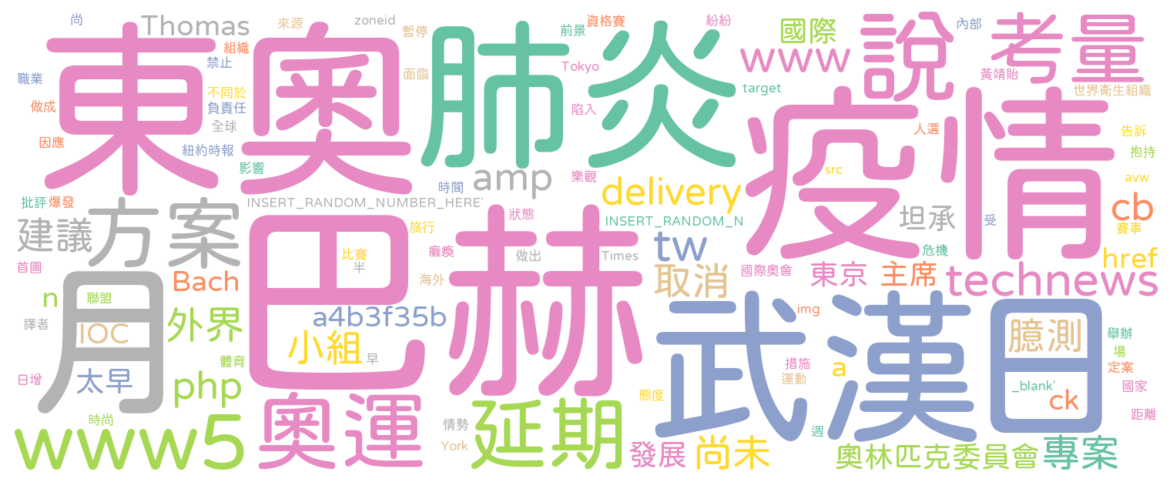 尚
Thomas
來源
zoneid
暫停
資格賽
前景
紛紛
內部
東奧
肺炎
國際
www
說
考量
組織
禁止
面臨
Tokyo
黃靖貽
職業
不同於
target
世界衛生組織
做成
負責任
陷入
疫情
全球
因應
人選
告訴
紐約時報
影響
時間
amp
樂觀
delivery
src
抱持
avw
批評
爆發
INSERT_RANDOM_NUMBER_HERE'
INSERT_RANDOM_N
坦承
受
cb
賽事
建議
方案
旅行
狀態
tw
危機
月
巴赫
比賽
癱瘓
做出
Times
href
首圖
Bach
半
海外
取消
國際奧會
東京
主席
technews
n
聯盟
a4b3f35b
武漢
日
img
譯者
IOC
外界
小組
臆測
舉辦
場
體育
早
措施
a
定案
日增
太早
php
運動
_blank'
ck
國家
態度
距離
時尚
奧運
延期
情勢
York
週
www5
發展
尚未
奧林匹克委員會
專案